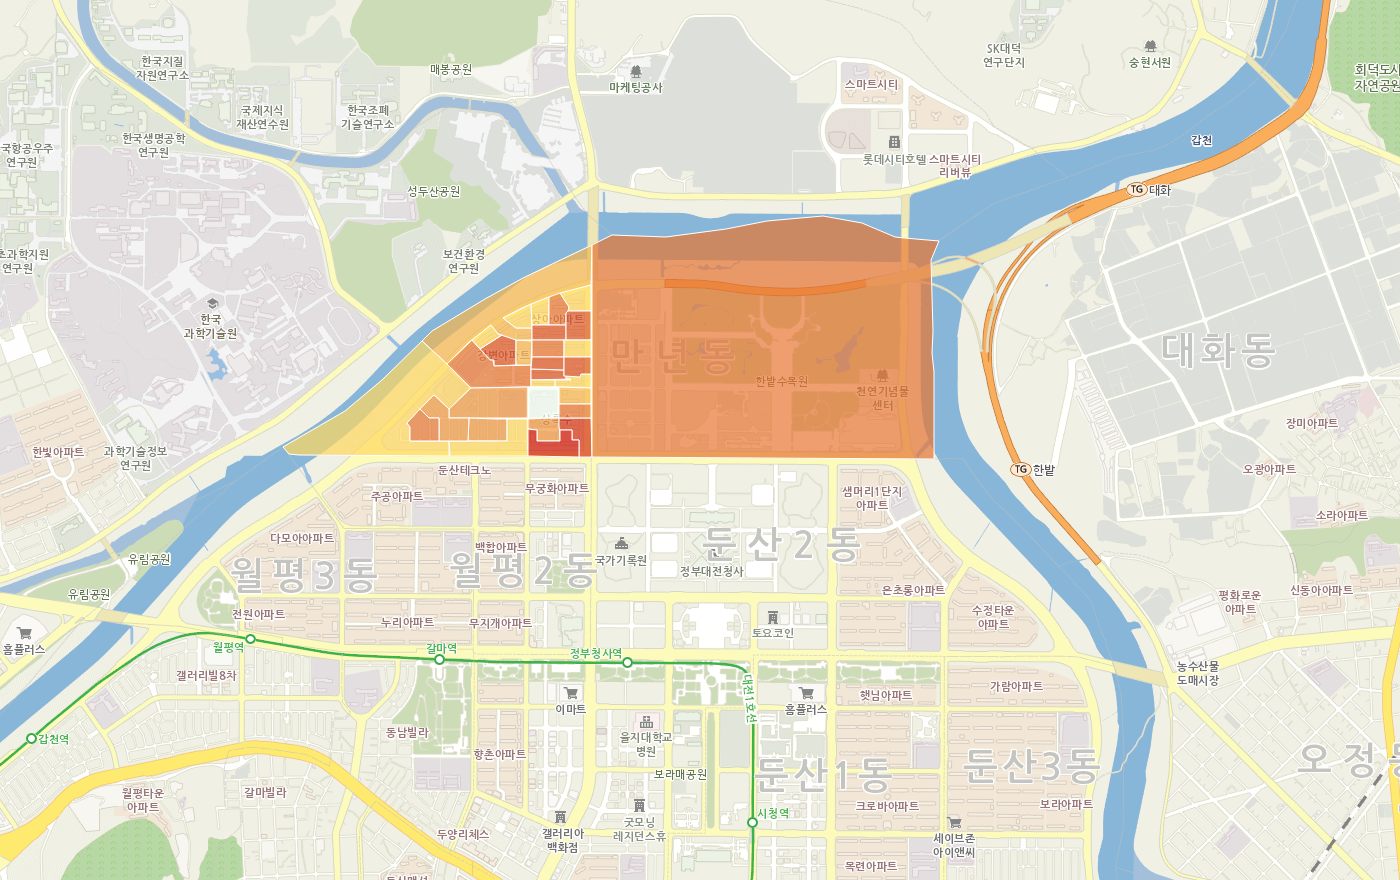 한국지질
자원연구소
매봉공원
마케팅공사
SK대덕
연구단지
숭현서원
회덕도시
자연공원
국제지식
재산연수원
한국조폐
기술연구소
스마트시티
국항공우주
연구원
한국생명공학
연구원
갑천
롯데시티호텔
스마트시티
리버뷰
성두산공원
TG 대화
초과학기술지원
연구원
보건환경
연구원
한국
과학기술원
삿아아파트
강변아파트
만년동
대화동
한밭수목원
천연기념물
센터
상록수
장미아파트
한빛아파트
과학기술정보
연구원
둔산테크노
TG 한밭
오광아파트
주공아파트
무궁화아파트
샘머리1단지
아파트
소라아파트
다모아아파트
백합아파트
둔산2동
유림공원
월평3동
월평2동
국가기록원
정부대전청사
유림공원
은초롱아파트
신동아아파트
평화로운
아파트
전원아파트
누리아파트
무지개아파트
수정타운
아파트
토요코인
홈플러스
월평역
갈마역
정부청사역
농수산물
도매시장
갤러리빌8차
대전1호선
햇님아파트
가람아파트
이마트
홈플러스
갑천역
동남빌라
을지대학교
병원
향촌아파트
보라매공원
둔산1동
둔산3동
오정동
월평타운
아파트
갈마빌라
크로바아파트
보라아파트
시청역
두양리체스
갤러리아
백화점
굿모닝
레지던스휴
세이브존
아이앤씨
목련아파트